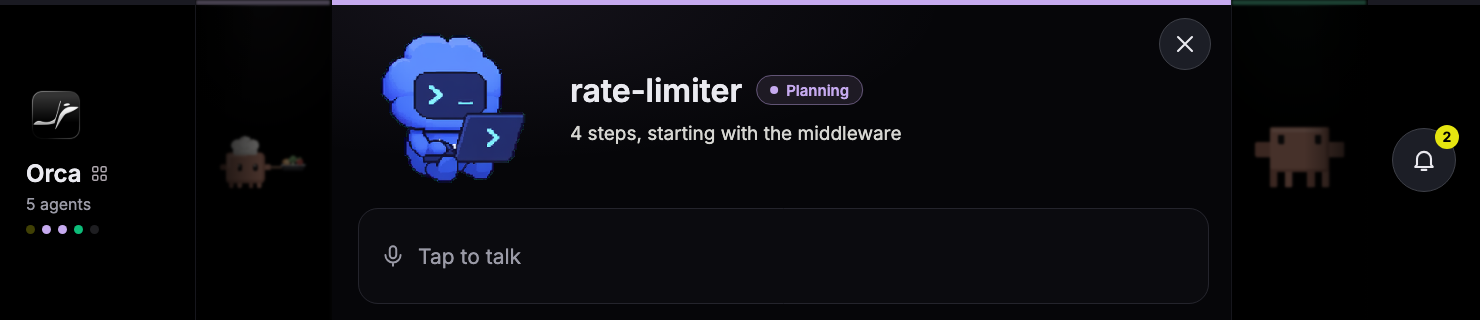 Orca
5 agents
rate-limiter
Planning
4 steps, starting with the middleware
Tap to talk
2